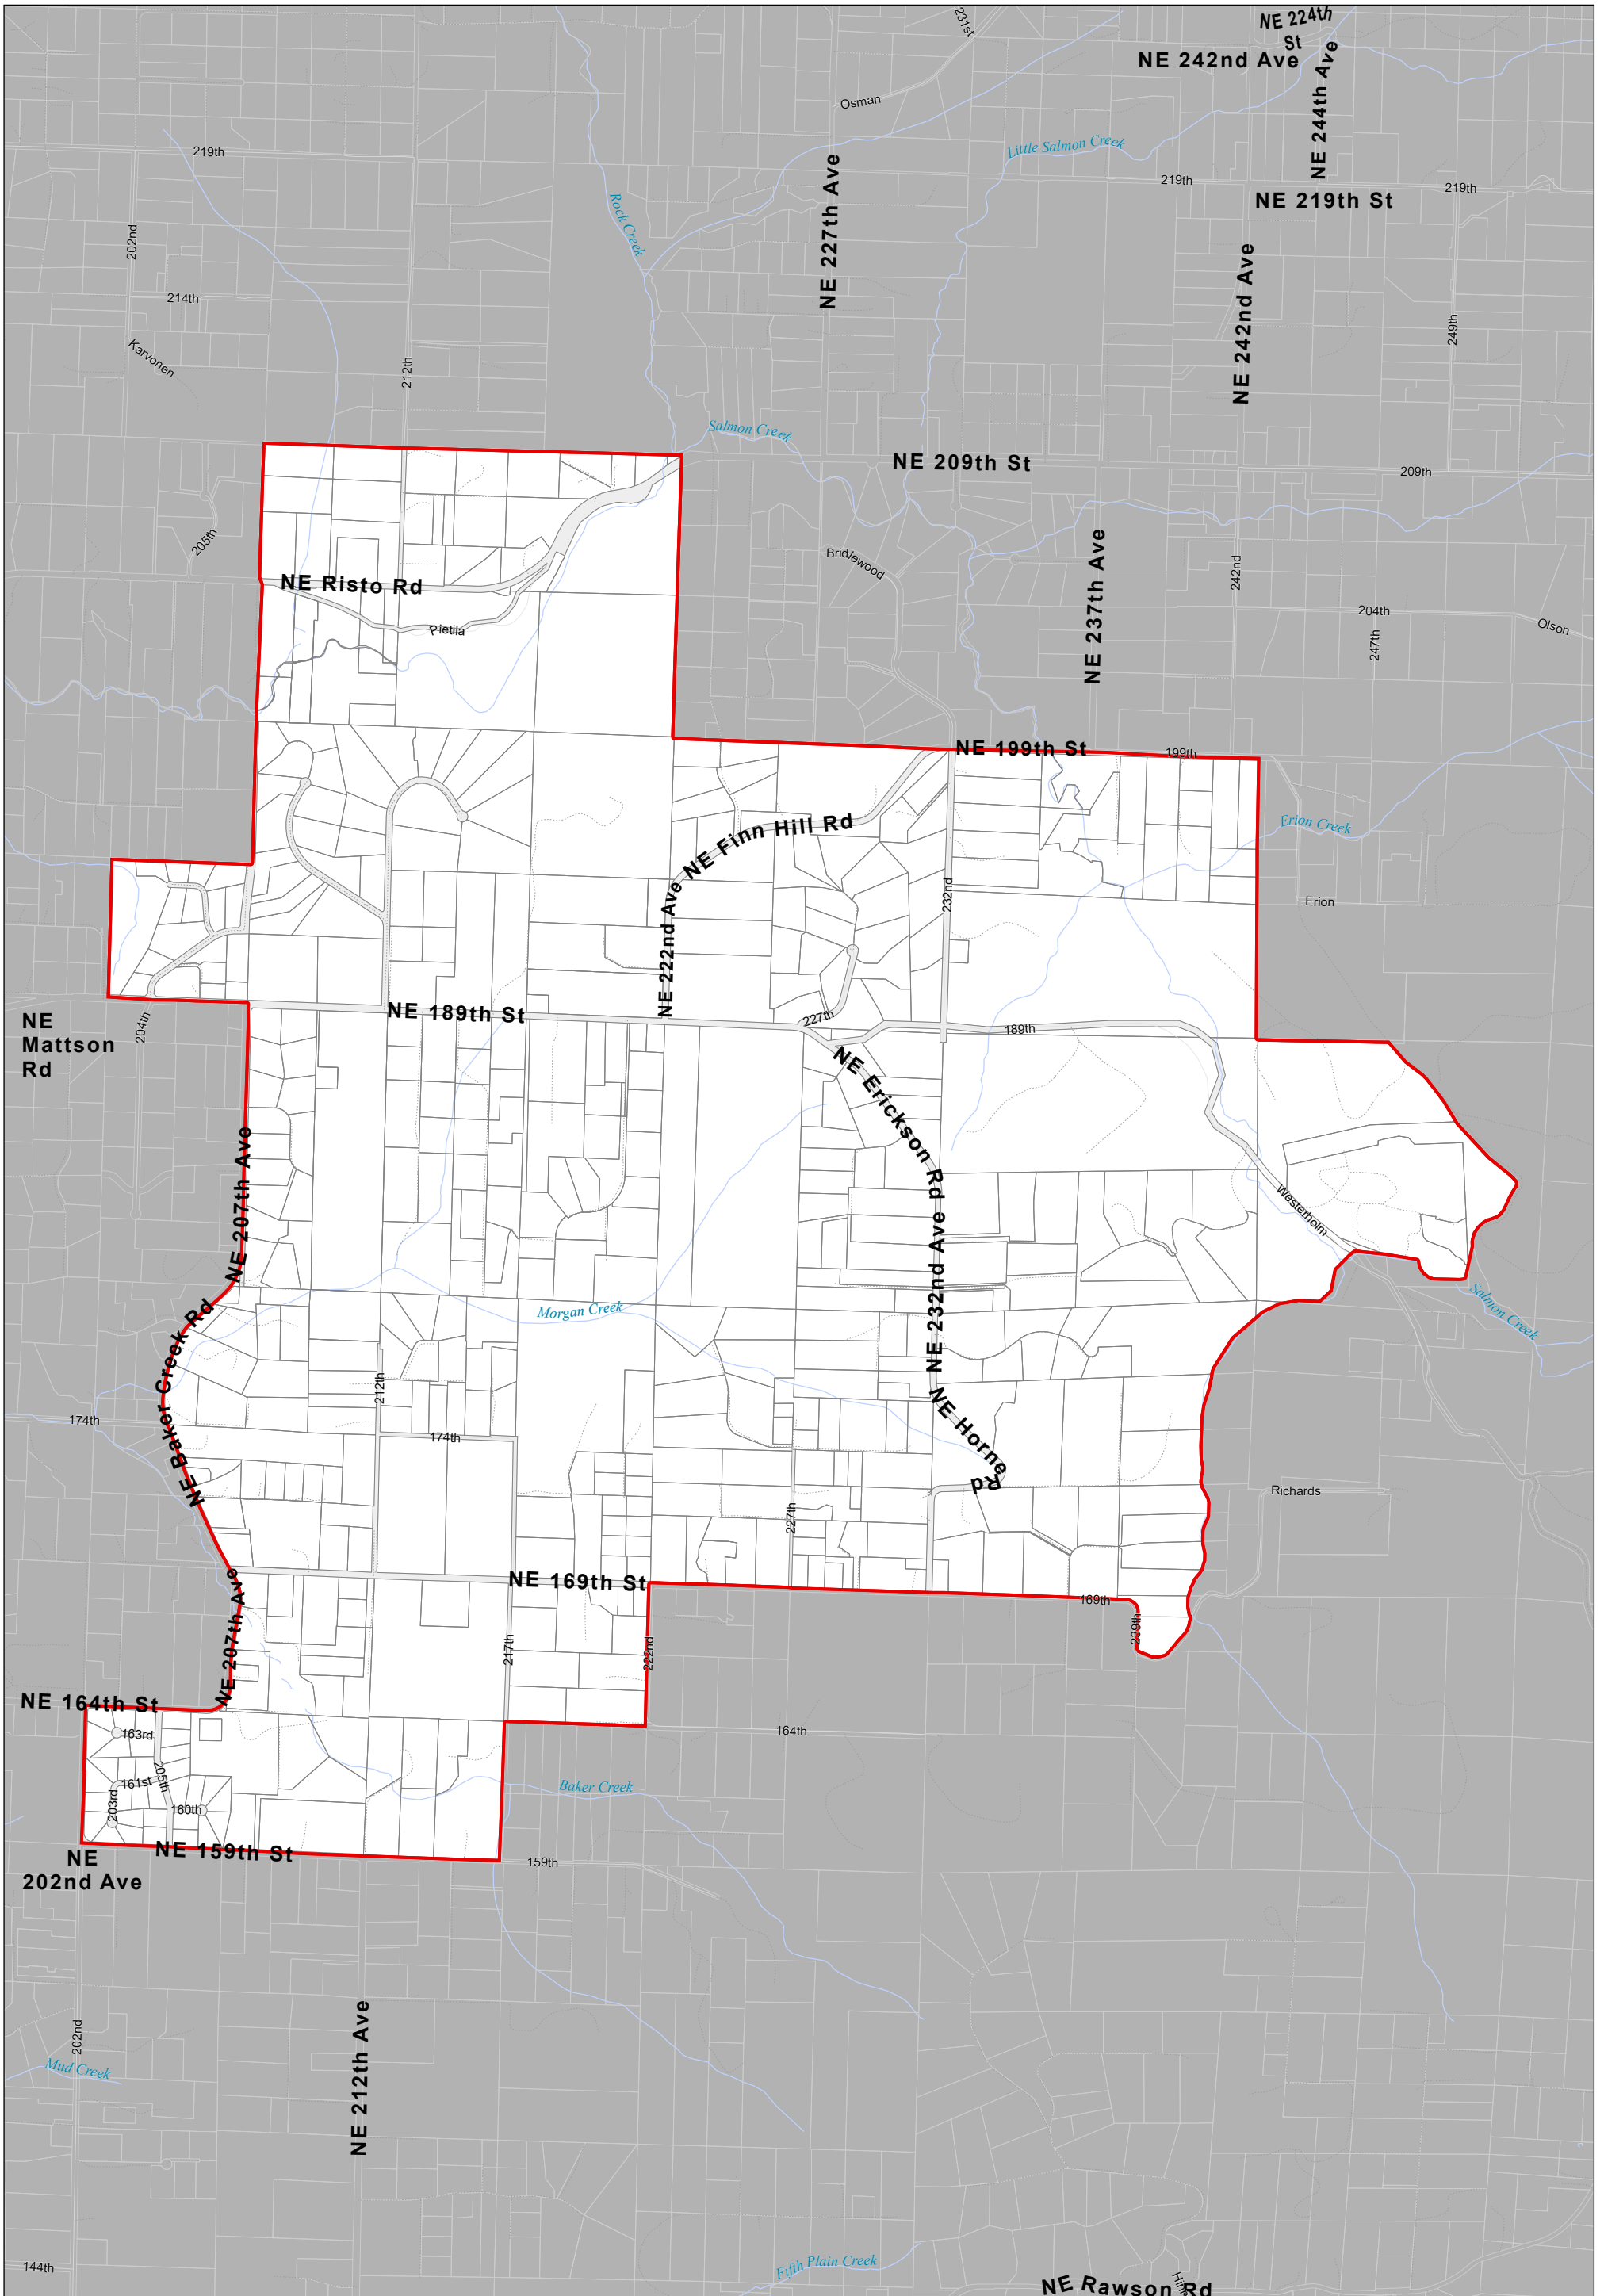 231st
NE 224th
St
NE 242nd Ave
NE 244th Ave
Osman
Little Salmon Creek
219th
219th
219th
NE 219th St
Rock Creek
NE 227th Ave
202nd
214th
Karvonen
212th
NE 242nd Ave
249th
Salmon Creek
NE 209th St
209th
205th
Bridlewood
NE 237th Ave
242nd
204th
Olson
247th
NE Risto Rd
Pietila
NE 199th St
199th
Erion Creek
NE Finn Hill Rd
NE 222nd Ave
232nd
Erion
NE 189th St
227th
189th
NE
Mattson
Rd
204th
NE Erickson Rd
NE 207th Ave
Westerholm
NE 232nd Ave
Salmon Creek
Morgan Creek
NE Baker Creek Rd
212th
174th
174th
NE Horne
Rd
Richards
227th
NE 169th St
169th
239th
NE 207th Ave
217th
222nd
NE 164th St
164th
163rd
161st
205th
203rd
160th
Baker Creek
NE 159th St
159th
NE
202nd Ave
202nd
Mud Creek
NE 212th Ave
144th
Fifth Plain Creek
NE Rawson Rd